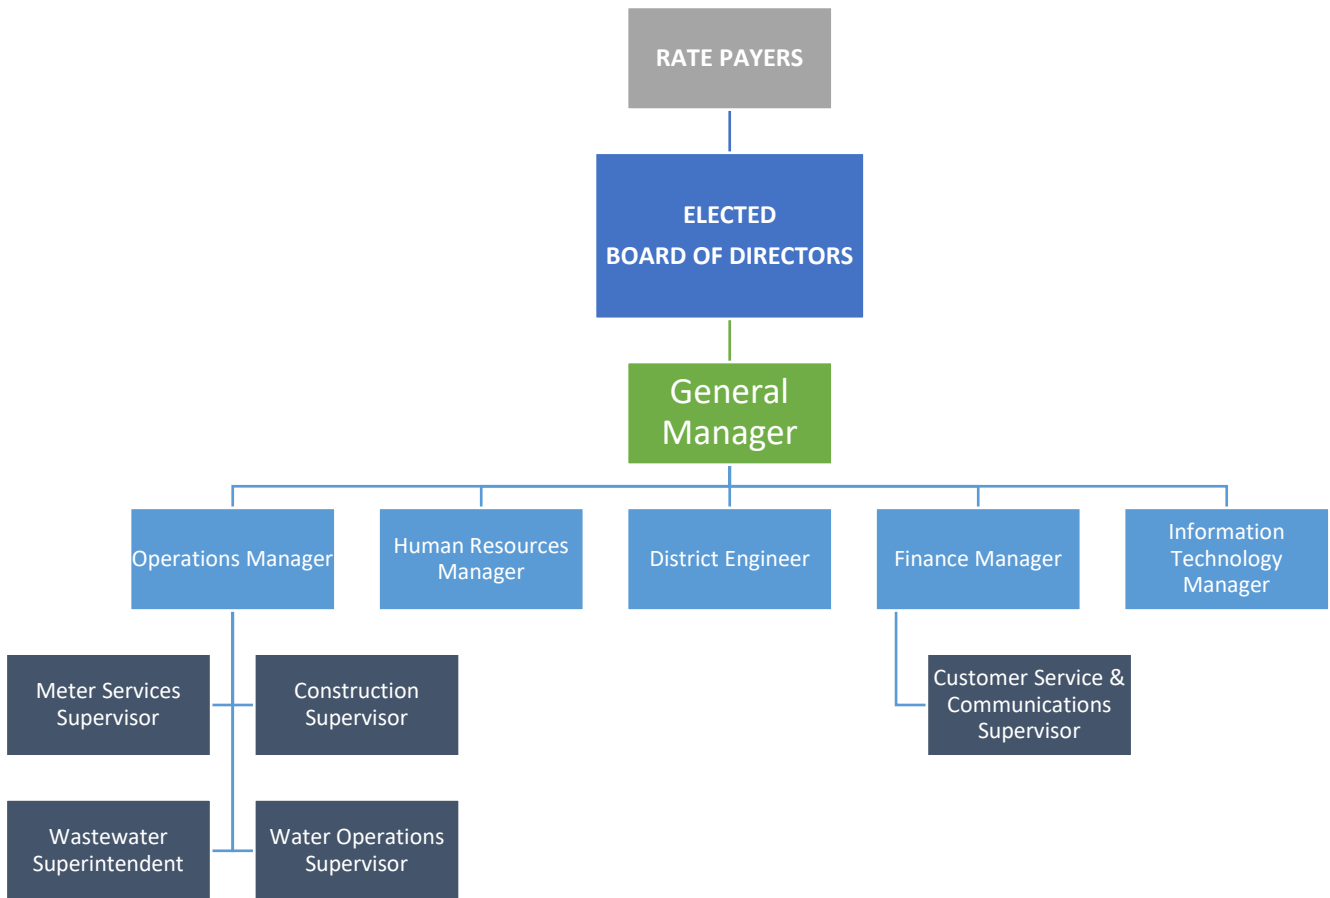 RATE PAYERS
ELECTED
BOARD OF DIRECTORS
General
Manager
Operations Manager
Human Resources
Manager
District Engineer
Finance Manager
Information
Technology
Manager
Meter Services
Supervisor
Construction
Supervisor
Customer Service &
Communications
Supervisor
Wastewater
Superintendent
Water Operations
Supervisor